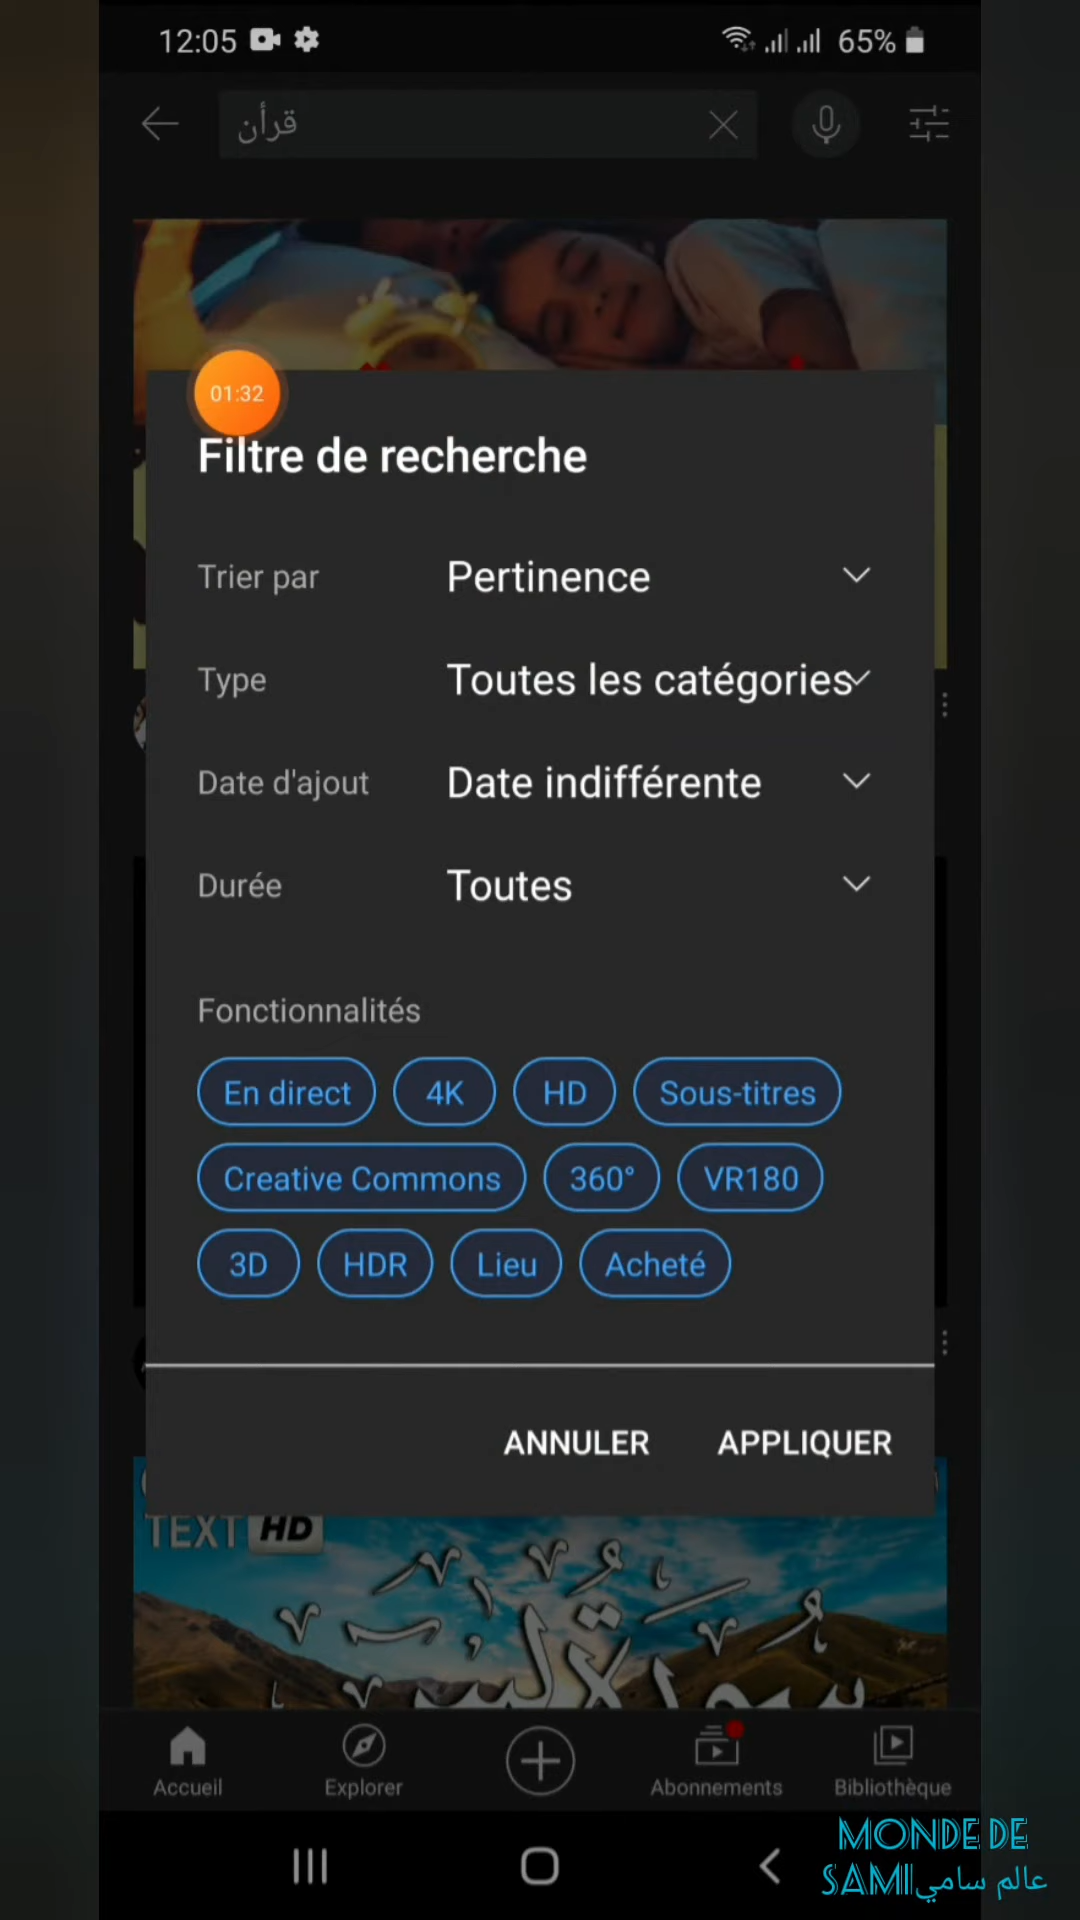 12:05
65%
قرأن
01:32
Filtre de recherche
Trier par Pertinence
Type Toutes les catégories
Date d'ajout Date indifférente
Durée Toutes
Fonctionnalités
En direct 4K HD Sous-titres
Creative Commons 360° VR180
3D HDR Lieu Acheté
ANNULER APPLIQUER
TEXT HD
Accueil Explorer Abonnements Bibliothèque
MONDE DE
SAMI عالم سامي